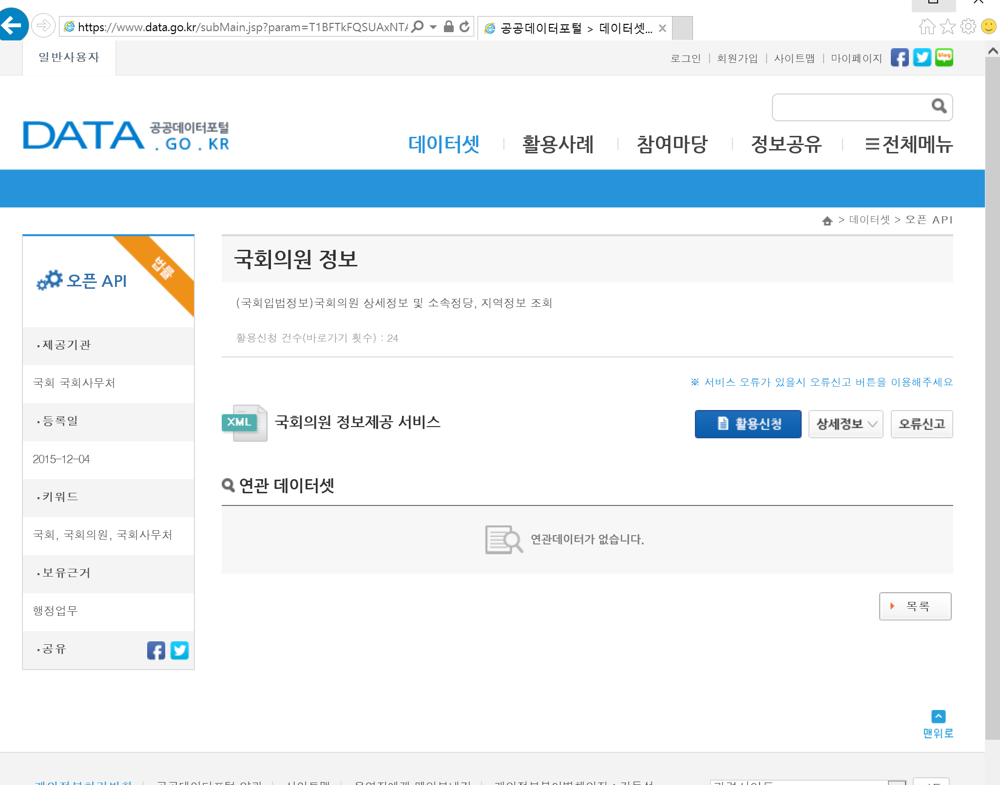 https://www.data.go.kr/subMain.jsp?param=T1BFTkFQSUAxNT
공공데이터포털 > 데이터셋...
일반사용자
로그인 | 회원가입 | 사이트맵 | 마이페이지
blog
DATA 공공데이터포털
. GO . KR
데이터셋 활용사례 참여마당 정보공유 전체메뉴
> 데이터셋 > 오픈 API
오픈 API
법률
· 제공기관
국회 국회사무처
· 등록일
2015-12-04
· 키워드
국회, 국회의원, 국회사무처
· 보유근거
행정업무
· 공유
국회의원 정보
(국회입법정보)국회의원 상세정보 및 소속정당, 지역정보 조회
활용신청 건수(바로가기 횟수) : 24
※ 서비스 오류가 있을시 오류신고 버튼을 이용해주세요
XML 국회의원 정보제공 서비스 활용신청 상세정보 오류신고
연관 데이터셋
연관데이터가 없습니다.
목록
맨위로